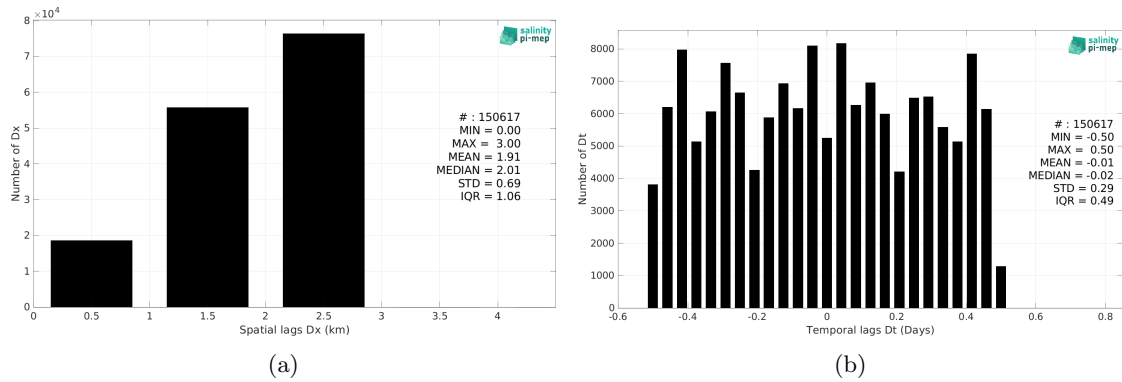 ×10⁴
8
7
6
5
4
3
2
1
0
Number of Dx
salinity
pi-mep
# : 150617
MIN = 0.00
MAX = 3.00
MEAN = 1.91
MEDIAN = 2.01
STD = 0.69
IQR = 1.06
0 0.5 1 1.5 2 2.5 3 3.5 4
Spatial lags Dx (km)
(a)
8000
7000
6000
5000
4000
3000
2000
1000
0
Number of Dt
salinity
pi-mep
# : 150617
MIN = -0.50
MAX = 0.50
MEAN = -0.01
MEDIAN = -0.02
STD = 0.29
IQR = 0.49
-0.6 -0.4 -0.2 0 0.2 0.4 0.6 0.8
Temporal lags Dt (Days)
(b)